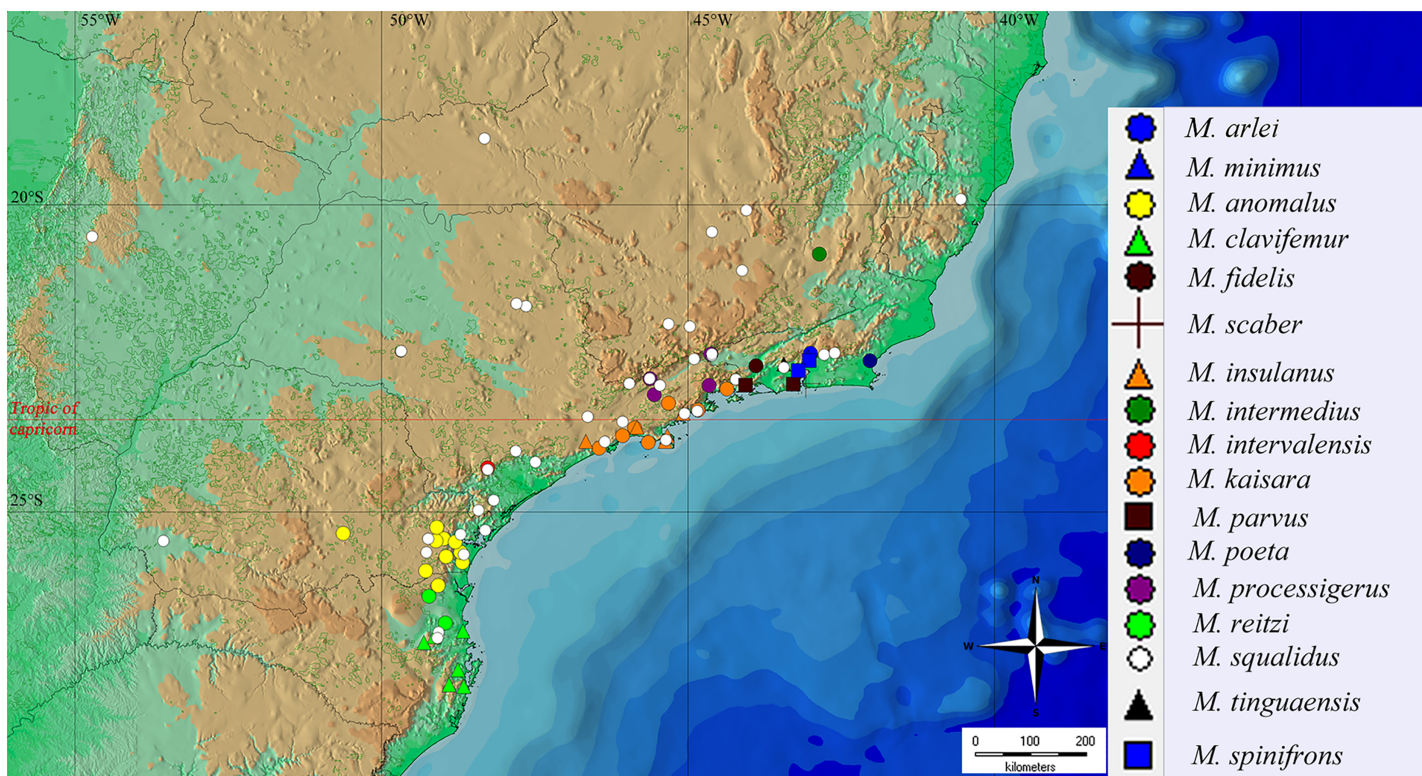 55°W
50°W
45°W
40°W
20°S
Tropic of
capricorn
25°S
M. arlei
M. minimus
M. anomalus
M. clavifemur
M. fidelis
M. scaber
M. insulanus
M. intermedius
M. intervalensis
M. kaisara
M. parvus
M. poeta
M. processigerus
M. reitzi
M. squalidus
M. tinguaensis
M. spinifrons
N
W
E
S
0 100 200
kilometers